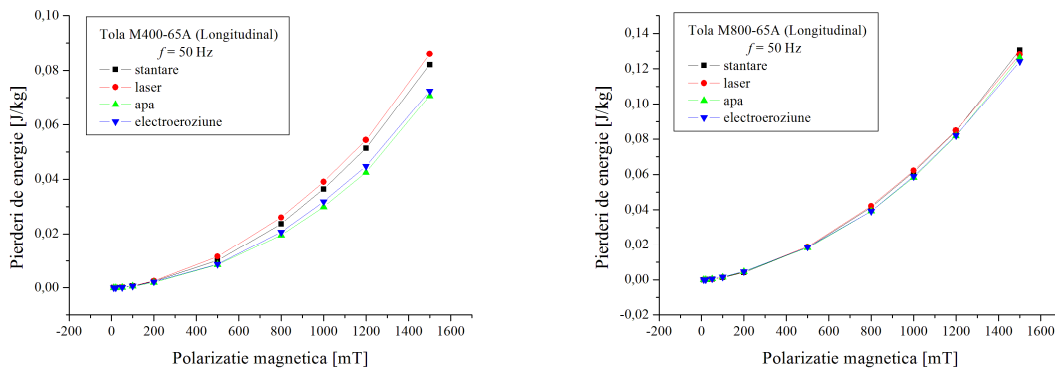 Tola M400-65A (Longitudinal)
f = 50 Hz
stantare
laser
apa
electroeroziune
Pierderi de energie [J/kg]
0,10
0,08
0,06
0,04
0,02
0,00
-200 0 200 400 600 800 1000 1200 1400 1600
Polarizatie magnetica [mT]
Tola M800-65A (Longitudinal)
f = 50 Hz
stantare
laser
apa
electroeroziune
Pierderi de energie [J/kg]
0,14
0,12
0,10
0,08
0,06
0,04
0,02
0,00
-0,02
-200 0 200 400 600 800 1000 1200 1400 1600
Polarizatie magnetica [mT]